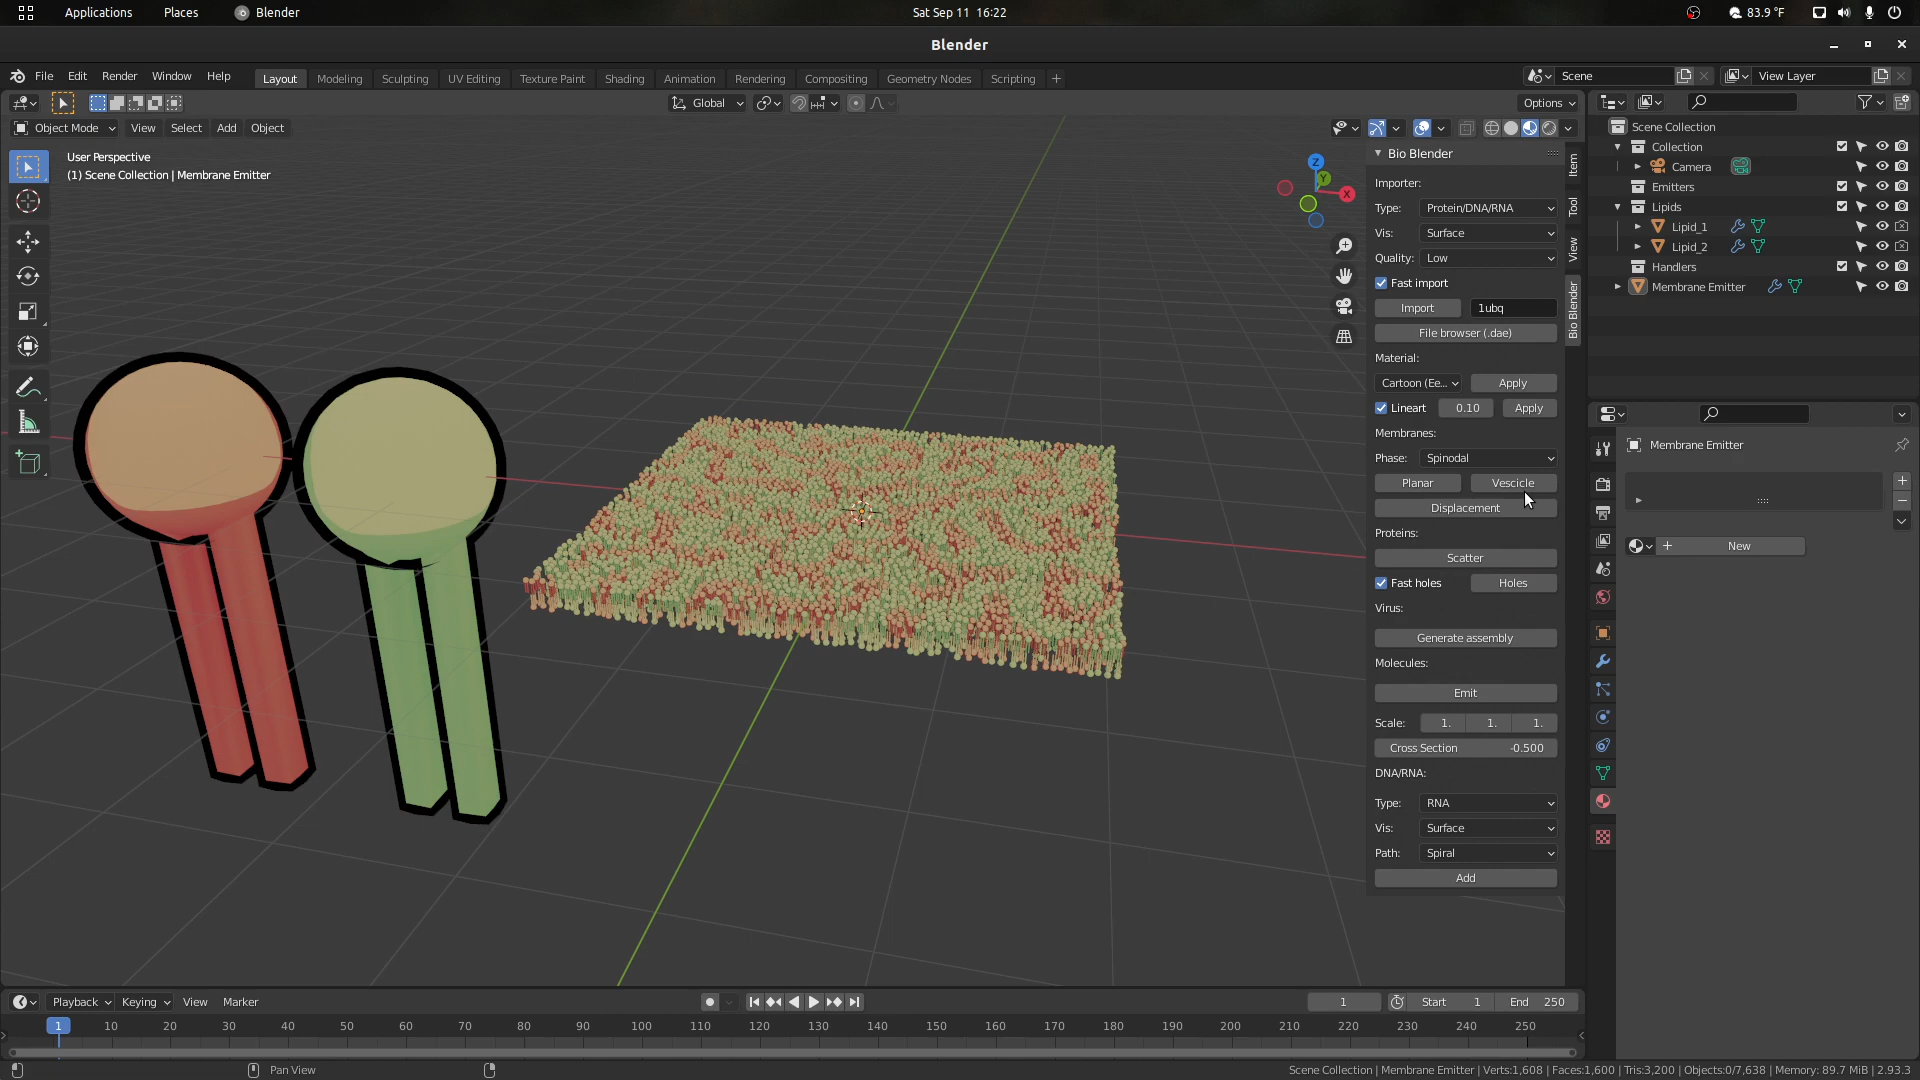 Applications Places Blender Sat Sep 11 16:22 83.9 °F
Blender
File Edit Render Window Help Layout Modeling Sculpting UV Editing Texture Paint Shading Animation Rendering Compositing Geometry Nodes Scripting + Scene View Layer
Global Options
Object Mode View Select Add Object
User Perspective
(1) Scene Collection | Membrane Emitter
Z
Y
X
Bio Blender
Importer:
Type: Protein/DNA/RNA
Vis: Surface
Quality: Low
Fast import
Import 1ubq
File browser (.dae)
Material:
Cartoon (Ee... Apply
Lineart 0.10 Apply
Membranes:
Phase: Spinodal
Planar Vescicle
Displacement
Proteins:
Scatter
Fast holes Holes
Virus:
Generate assembly
Molecules:
Emit
Scale: 1. 1. 1.
Cross Section -0.500
DNA/RNA:
Type: RNA
Vis: Surface
Path: Spiral
Add
Item
Tool
View
Bio Blender
Scene Collection
Collection
Camera
Emitters
Lipids
Lipid_1
Lipid_2
Handlers
Membrane Emitter
Membrane Emitter
New
Playback Keying View Marker 1 Start 1 End 250
1 10 20 30 40 50 60 70 80 90 100 110 120 130 140 150 160 170 180 190 200 210 220 230 240 250
Pan View Scene Collection | Membrane Emitter | Verts:1,608 | Faces:1,600 | Tris:3,200 | Objects:0/7,638 | Memory: 89.7 MiB | 2.93.3